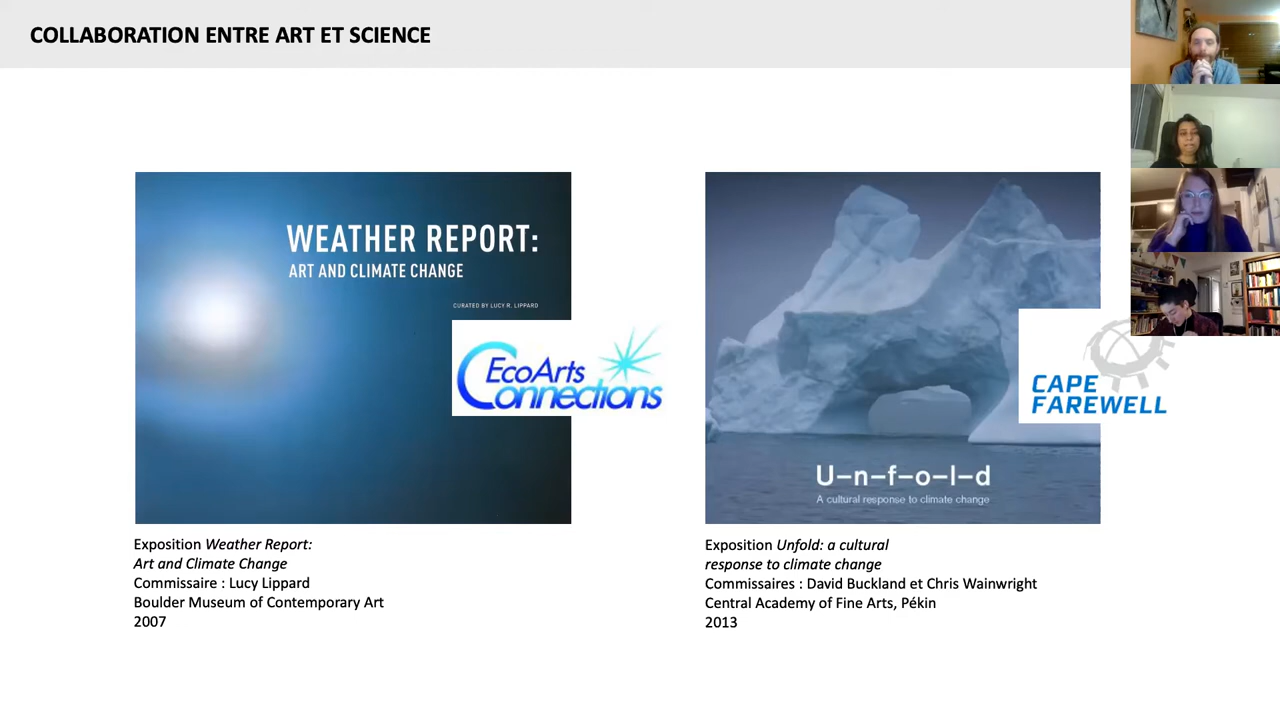 COLLABORATION ENTRE ART ET SCIENCE
WEATHER REPORT:
ART AND CLIMATE CHANGE
CURATED BY LUCY R. LIPPARD
EcoArts
Connections
Exposition Weather Report:
Art and Climate Change
Commissaire : Lucy Lippard
Boulder Museum of Contemporary Art
2007
CAPE
FAREWELL
U–n–f–o–l–d
A cultural response to climate change
Exposition Unfold: a cultural
response to climate change
Commissaires : David Buckland et Chris Wainwright
Central Academy of Fine Arts, Pékin
2013